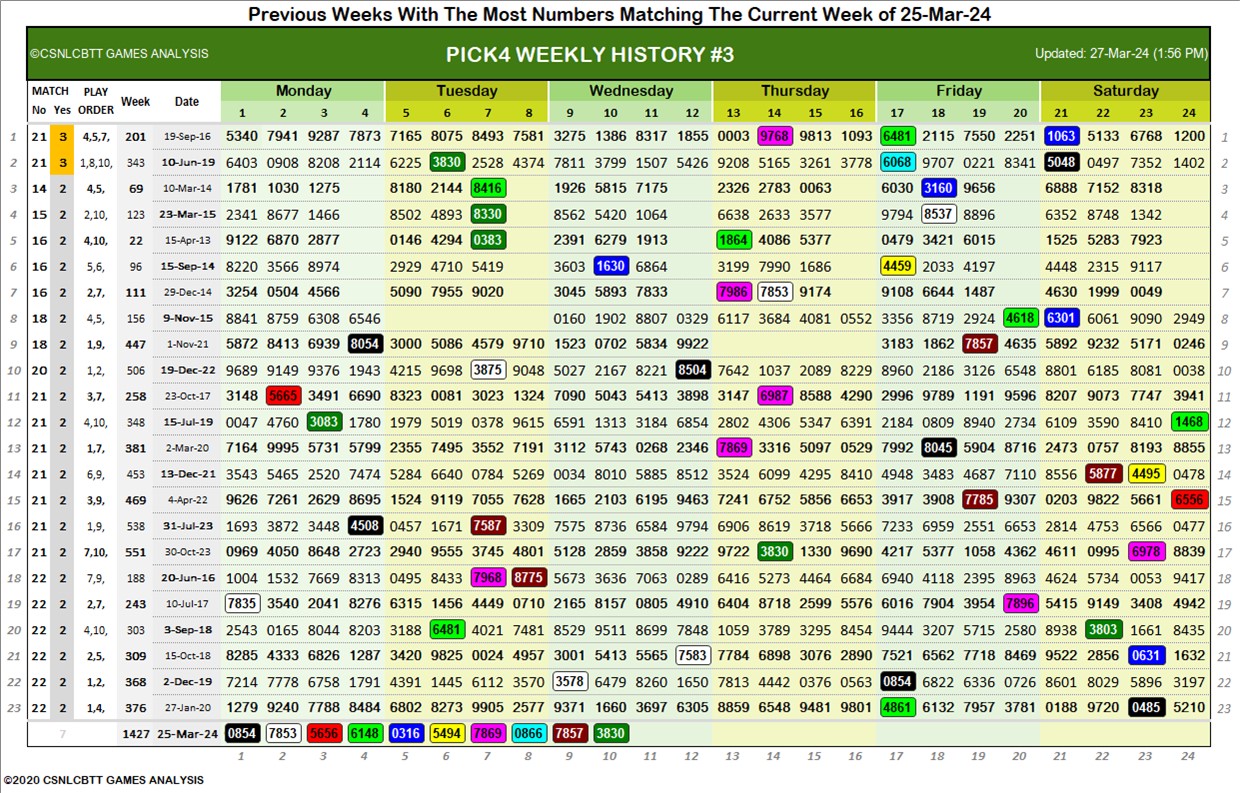 Previous Weeks With The Most Numbers Matching The Current Week of 25-Mar-24
©CSNLCBTT GAMES ANALYSIS PICK4 WEEKLY HISTORY #3 Updated: 27-Mar-24 (1:56 PM)
MATCH PLAY Week Date Monday Tuesday Wednesday Thursday Friday Saturday
No Yes ORDER 1 2 3 4 5 6 7 8 9 10 11 12 13 14 15 16 17 18 19 20 21 22 23 24
1 21 3 4,5,7, 201 19-Sep-16 5340 7941 9287 7873 7165 8075 8493 7581 3275 1386 8317 1855 0003 9768 9813 1093 6481 2115 7550 2251 1063 5133 6768 1200 1
2 21 3 1,8,10, 343 10-Jun-19 6403 0908 8208 2114 6225 3830 2528 4374 7811 3799 1507 5426 9208 5165 3261 3778 6068 9707 0221 8341 5048 0497 7352 1402 2
3 14 2 4,5, 69 10-Mar-14 1781 1030 1275 8180 2144 8416 1926 5815 7175 2326 2783 0063 6030 3160 9656 6888 7152 8318 3
4 15 2 2,10, 123 23-Mar-15 2341 8677 1466 8502 4893 8330 8562 5420 1064 6638 2633 3577 9794 8537 8896 6352 8748 1342 4
5 16 2 4,10, 22 15-Apr-13 9122 6870 2877 0146 4294 0383 2391 6279 1913 1864 4086 5377 0479 3421 6015 1525 5283 7923 5
6 16 2 5,6, 96 15-Sep-14 8220 3566 8974 2929 4710 5419 3603 1630 6864 3199 7990 1686 4459 2033 4197 4448 2315 9117 6
7 16 2 2,7, 111 29-Dec-14 3254 0504 4566 5090 7955 9020 3045 5893 7833 7986 7853 9174 9108 6644 1487 4630 1999 0049 7
8 18 2 4,5, 156 9-Nov-15 8841 8759 6308 6546 0160 1902 8807 0329 6117 3684 4081 0552 3356 8719 2924 4618 6301 6061 9090 2949 8
9 18 2 1,9, 447 1-Nov-21 5872 8413 6939 8054 3000 5086 4579 9710 1523 0702 5834 9922 3183 1862 7857 4635 5892 9232 5171 0246 9
10 20 2 1,2, 506 19-Dec-22 9689 9149 9376 1943 4215 9698 3875 9048 5027 2167 8221 8504 7642 1037 2089 8229 8960 2186 3126 6548 8801 6185 8081 0038 10
11 21 2 3,7, 258 23-Oct-17 3148 5665 3491 6690 8323 0081 3023 1324 7090 5043 5413 3898 3147 6987 8588 4290 2996 9789 1191 9596 8207 9073 7747 3941 11
12 21 2 4,10, 348 15-Jul-19 0047 4760 3083 1780 1979 5019 0265 9615 6591 1313 3184 6854 2802 4306 5347 6391 2184 0809 8940 2734 6109 3590 8410 1468 12
13 21 2 1,7, 381 2-Mar-20 7164 9995 5731 5799 2355 7495 3552 7191 3112 5743 0268 2346 7869 3316 5097 0529 7992 8045 5904 8716 2473 0757 8193 8855 13
14 21 2 6,9, 453 13-Dec-21 3543 5465 2520 7474 5284 6640 0784 5269 0034 8010 5885 8512 3524 6099 4295 8410 4948 3483 4687 7110 8556 5877 4495 0478 14
15 21 2 3,9, 469 4-Apr-22 9626 7261 2629 8695 1524 9119 7055 7628 1665 2103 6195 9463 7241 6752 5856 6653 3917 3908 7785 9307 0203 9822 5661 6556 15
16 21 2 1,9, 538 31-Jul-23 1693 3872 3448 4508 0457 1671 7587 3309 7575 8736 6584 9794 6906 8619 3718 5666 7233 6959 2551 6653 2814 4753 6566 0477 16
17 21 2 7,10, 551 30-Oct-23 0969 4050 8648 2723 2940 9555 3745 4801 5128 2859 3858 9222 9722 3830 1330 9690 4217 5377 1058 4362 4611 0995 6978 8839 17
18 22 2 7,9, 188 20-Jun-16 1004 1532 7669 8313 0495 8433 7968 8775 5673 3636 7063 0289 6416 5273 4464 6684 6940 4118 2395 8963 4624 5734 0053 9417 18
19 22 2 2,7, 243 10-Jul-17 7835 3540 2041 8276 6315 1456 4449 0710 2168 5157 0805 4910 6404 8718 2599 5576 6016 7904 3954 7896 5415 9149 3408 4942 19
20 22 2 4,10, 303 3-Sep-18 2543 0165 8044 8203 1188 6481 4021 7481 8529 9511 8699 7848 1059 3789 3295 8454 9444 3207 5715 2580 8938 3803 1661 8435 20
21 22 2 2,5, 309 15-Oct-18 8285 4333 6826 1287 3420 9825 0024 4957 3001 5413 5565 7583 7784 6898 3076 2890 7521 6562 7718 8469 9522 2856 0631 1632 21
22 22 2 1,2, 368 2-Dec-19 7214 7778 6758 1791 4391 1445 6112 3570 3578 6479 8260 1650 7813 4442 0376 0563 0854 6822 6336 0726 8601 8029 5896 3197 22
23 22 2 1,4, 376 27-Jan-20 1279 9240 7788 8484 6802 8273 9905 2577 9371 1660 3697 6305 8859 6548 9481 9801 4861 6132 7957 3781 0188 9720 0485 5210 23
7 1427 25-Mar-24 0854 7853 5656 6148 0316 5494 7869 0866 7857 3830
1 2 3 4 5 6 7 8 9 10 11 12 13 14 15 16 17 18 19 20 21 22 23 24
©2020 CSNLCBTT GAMES ANALYSIS